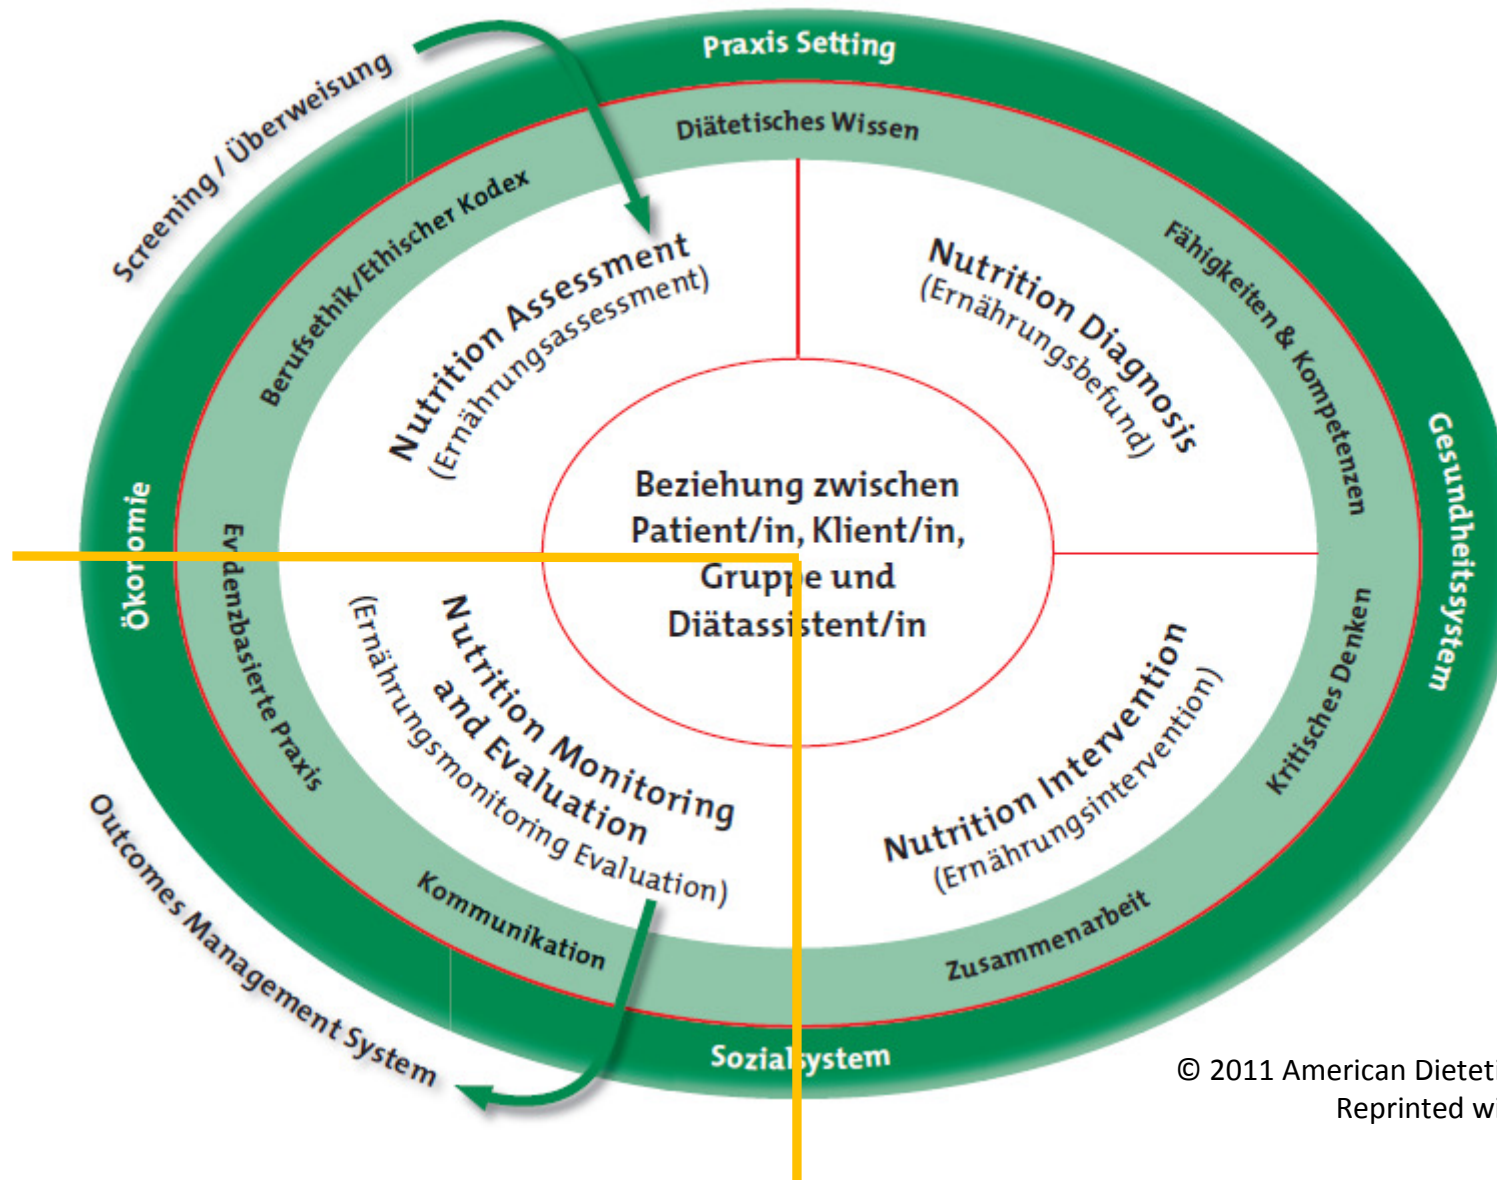 Praxis Setting
Screening / Überweisung
Diätetisches Wissen
Berufsethik/Ethischer Kodex
Fähigkeiten & Kompetenzen
Nutrition Assessment
(Ernährungsassessment)
Nutrition Diagnosis
(Ernährungsbefund)
Gesundheitssystem
Ökonomie
Beziehung zwischen
Patient/in, Klient/in,
Gruppe und
Diätassistent/in
Evidenzbasierte Praxis
Nutrition Monitoring
and Evaluation
(Ernährungsmonitoring Evaluation)
Nutrition Intervention
(Ernährungsintervention)
Kritisches Denken
Kommunikation
Zusammenarbeit
Outcomes Management System
Sozialsystem
© 2011 American Dieteti
Reprinted wi